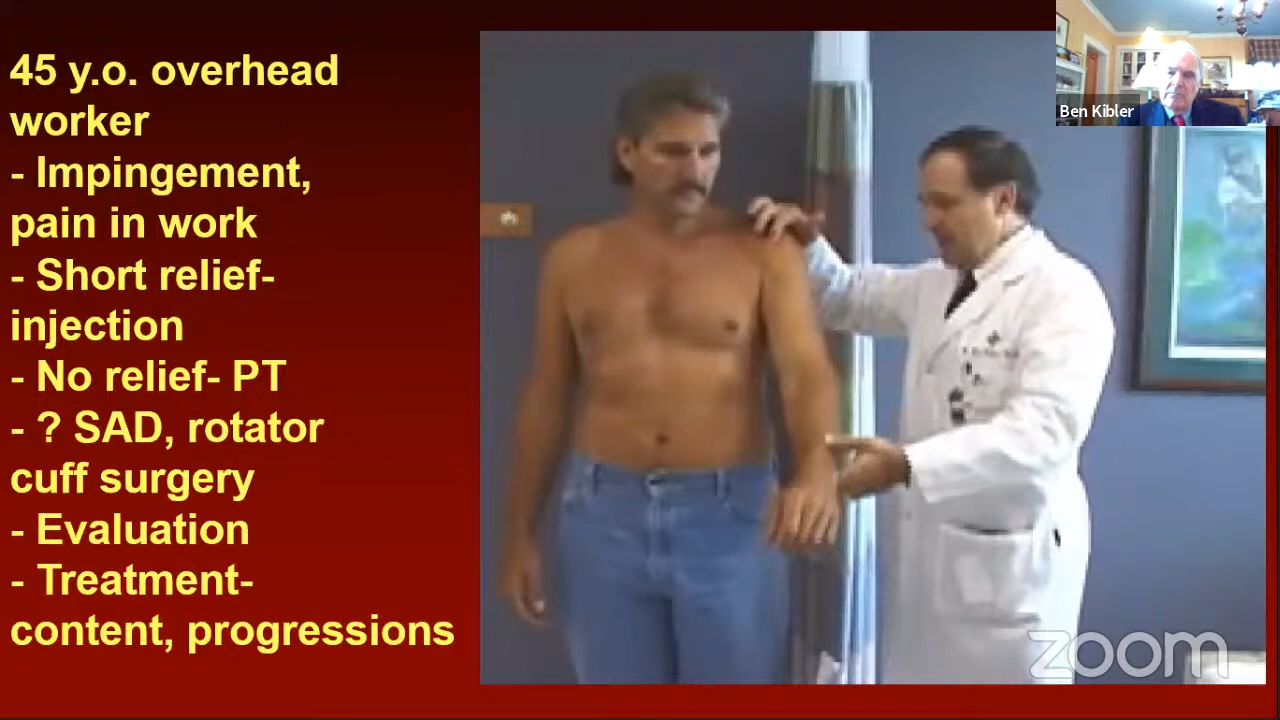 45 y.o. overhead
worker
- Impingement,
pain in work
- Short relief-
injection
- No relief- PT
- ? SAD, rotator
cuff surgery
- Evaluation
- Treatment-
content, progressions
Ben Kibler
zoom